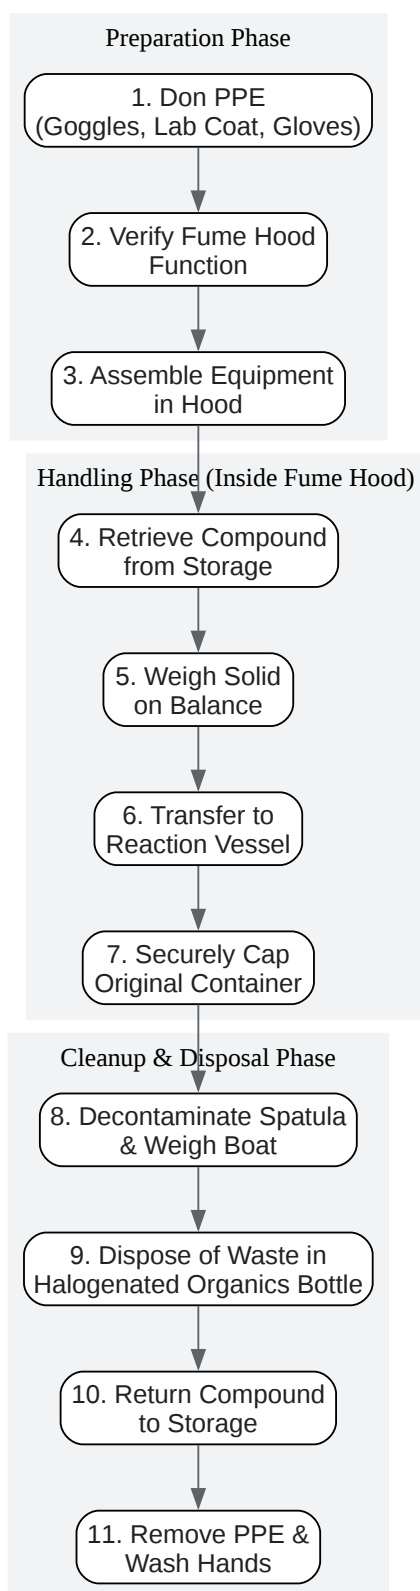 Preparation Phase
1. Don PPE
(Goggles, Lab Coat, Gloves)
2. Verify Fume Hood
Function
3. Assemble Equipment
in Hood
Handling Phase (Inside Fume Hood)
4. Retrieve Compound
from Storage
5. Weigh Solid
on Balance
6. Transfer to
Reaction Vessel
7. Securely Cap
Original Container
Cleanup & Disposal Phase
8. Decontaminate Spatula
& Weigh Boat
9. Dispose of Waste in
Halogenated Organics Bottle
10. Return Compound
to Storage
11. Remove PPE &
Wash Hands